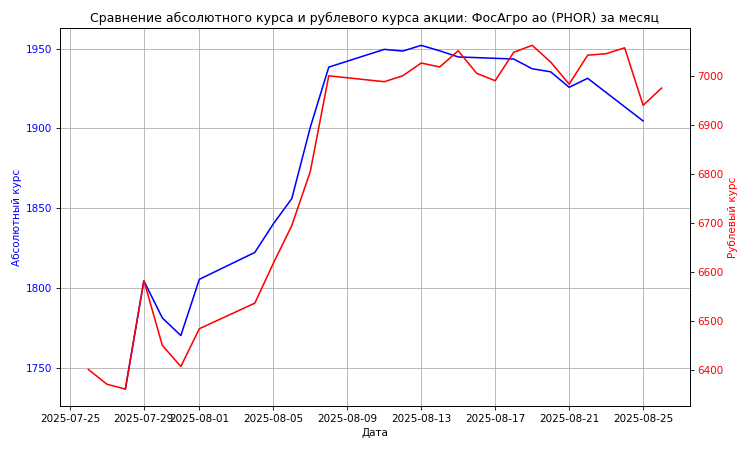 Сравнение абсолютного курса и рублевого курса акции: ФосАгро ао (PHOR) за месяц
1950
1900
1850
1800
1750
Абсолютный курс
7000
6900
6800
6700
6600
6500
6400
Рублевый курс
2025-07-25 2025-07-29 2025-08-01 2025-08-05 2025-08-09 2025-08-13 2025-08-17 2025-08-21 2025-08-25
Дата